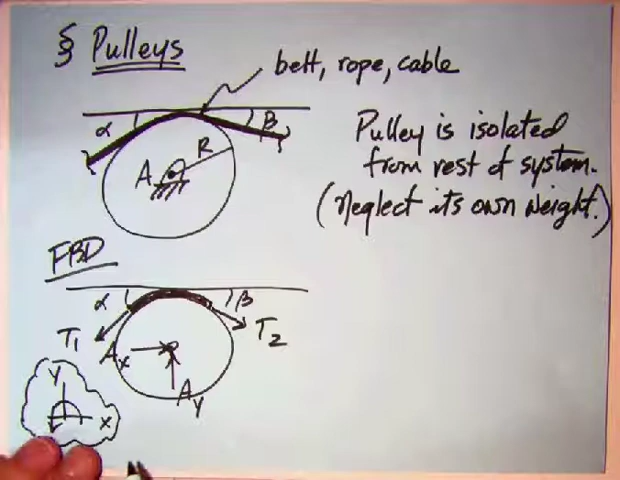 § Pulleys
belt, rope, cable
α
β
R
A
Pulley is isolated
from rest of system.
(Neglect its own weight.)
FBD
α
β
T1
T2
Ax
Ay
Y
X